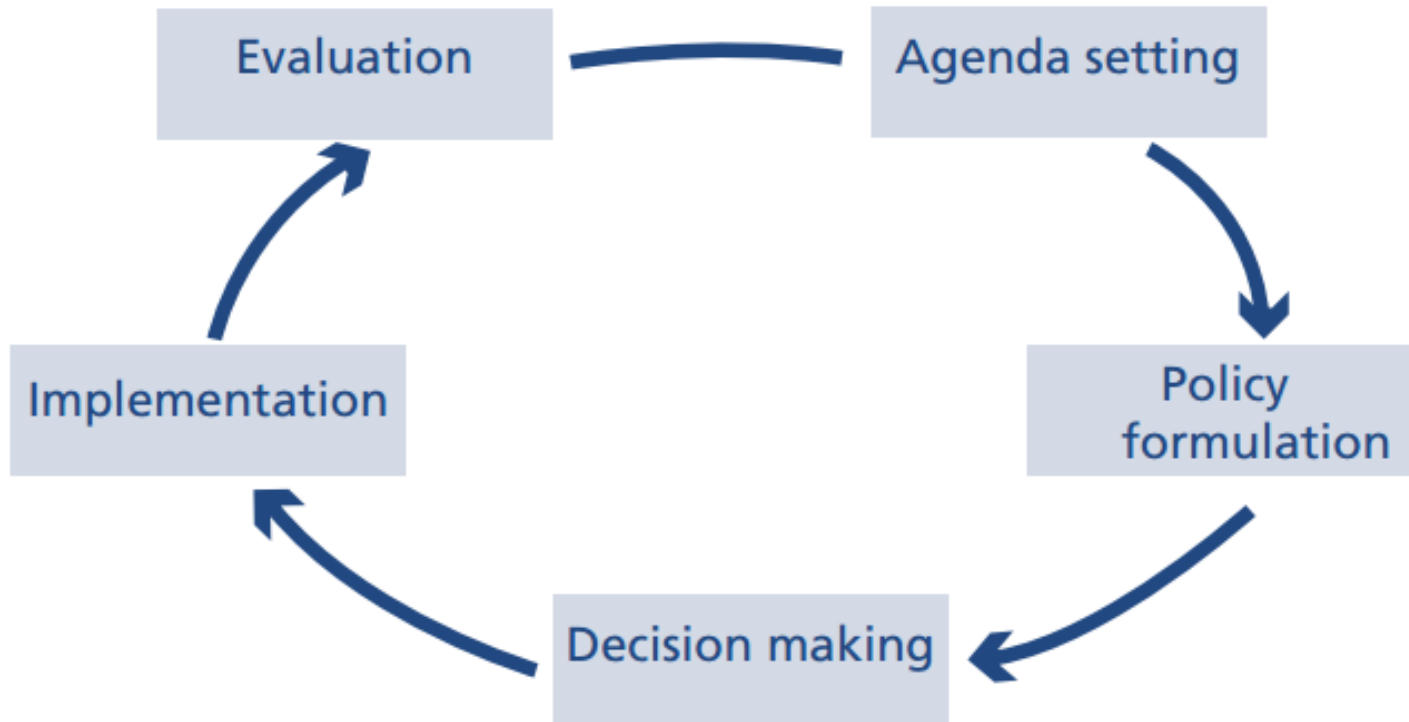 Evaluation
Agenda setting
Implementation
Policy
formulation
Decision making